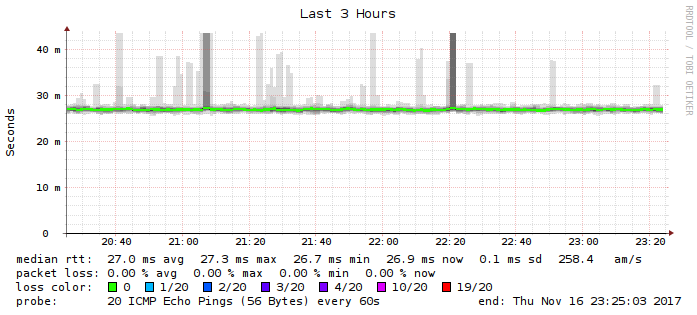 Last 3 Hours
RRDTOOL / TOBI OETIKER
Seconds
40 m
30 m
20 m
10 m
0
20:40 21:00 21:20 21:40 22:00 22:20 22:40 23:00 23:20
median rtt: 27.0 ms avg 27.3 ms max 26.7 ms min 26.9 ms now 0.1 ms sd 258.4 am/s
packet loss: 0.00 % avg 0.00 % max 0.00 % min 0.00 % now
loss color: 0 1/20 2/20 3/20 4/20 10/20 19/20
probe: 20 ICMP Echo Pings (56 Bytes) every 60s end: Thu Nov 16 23:25:03 2017